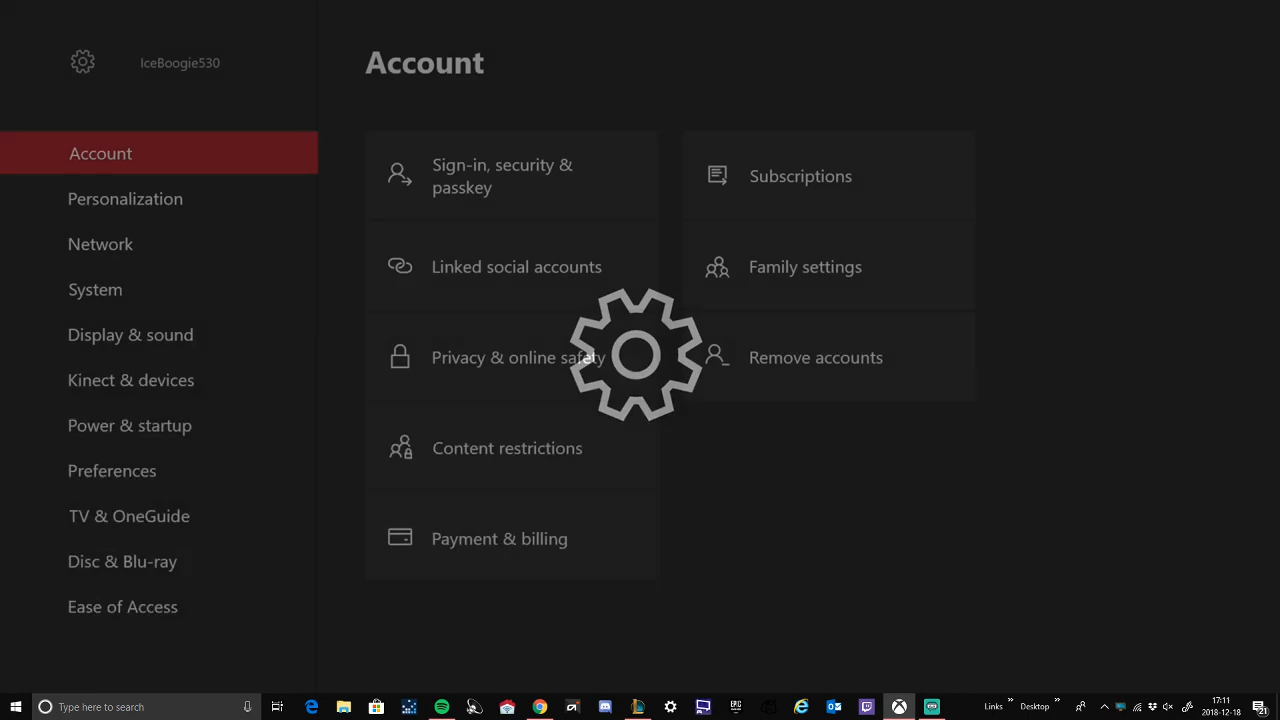 IceBoogie530
Account
Account
Personalization
Network
System
Display & sound
Kinect & devices
Power & startup
Preferences
TV & OneGuide
Disc & Blu-ray
Ease of Access
Sign-in, security &
passkey
Linked social accounts
Privacy & online safety
Content restrictions
Payment & billing
Subscriptions
Family settings
Remove accounts
Type here to search
EPIC
Links
Desktop
17:11
2018-12-18